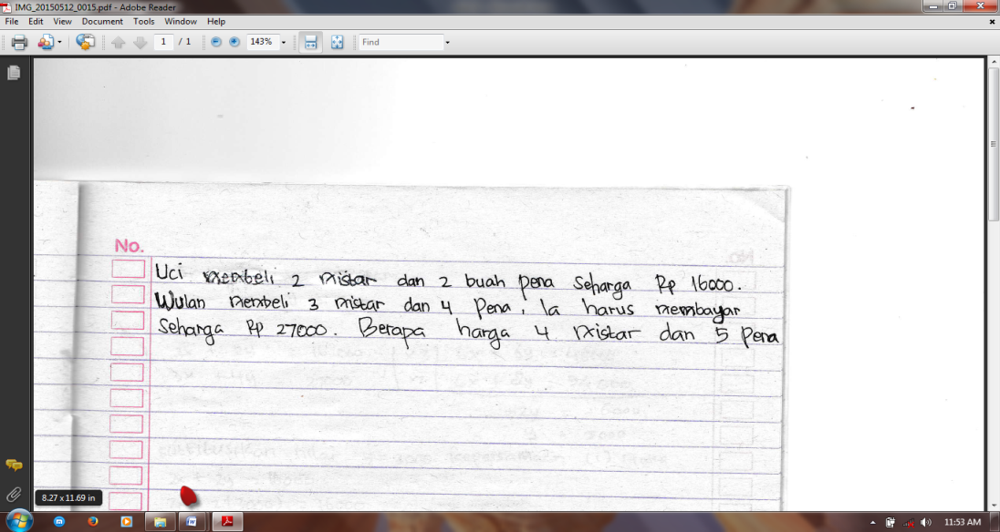 IMG_20150512_0015.pdf - Adobe Reader
File Edit View Document Tools Window Help
1 / 1 143% Find
No.
Uci membeli 2 mistar dan 2 buah pena seharga Rp 16000.
Wulan membeli 3 mistar dan 4 Pena, Ia harus membayar
Seharga Rp 27000. Berapa harga 4 mistar dan 5 Pena
8.27 x 11.69 in
11:53 AM